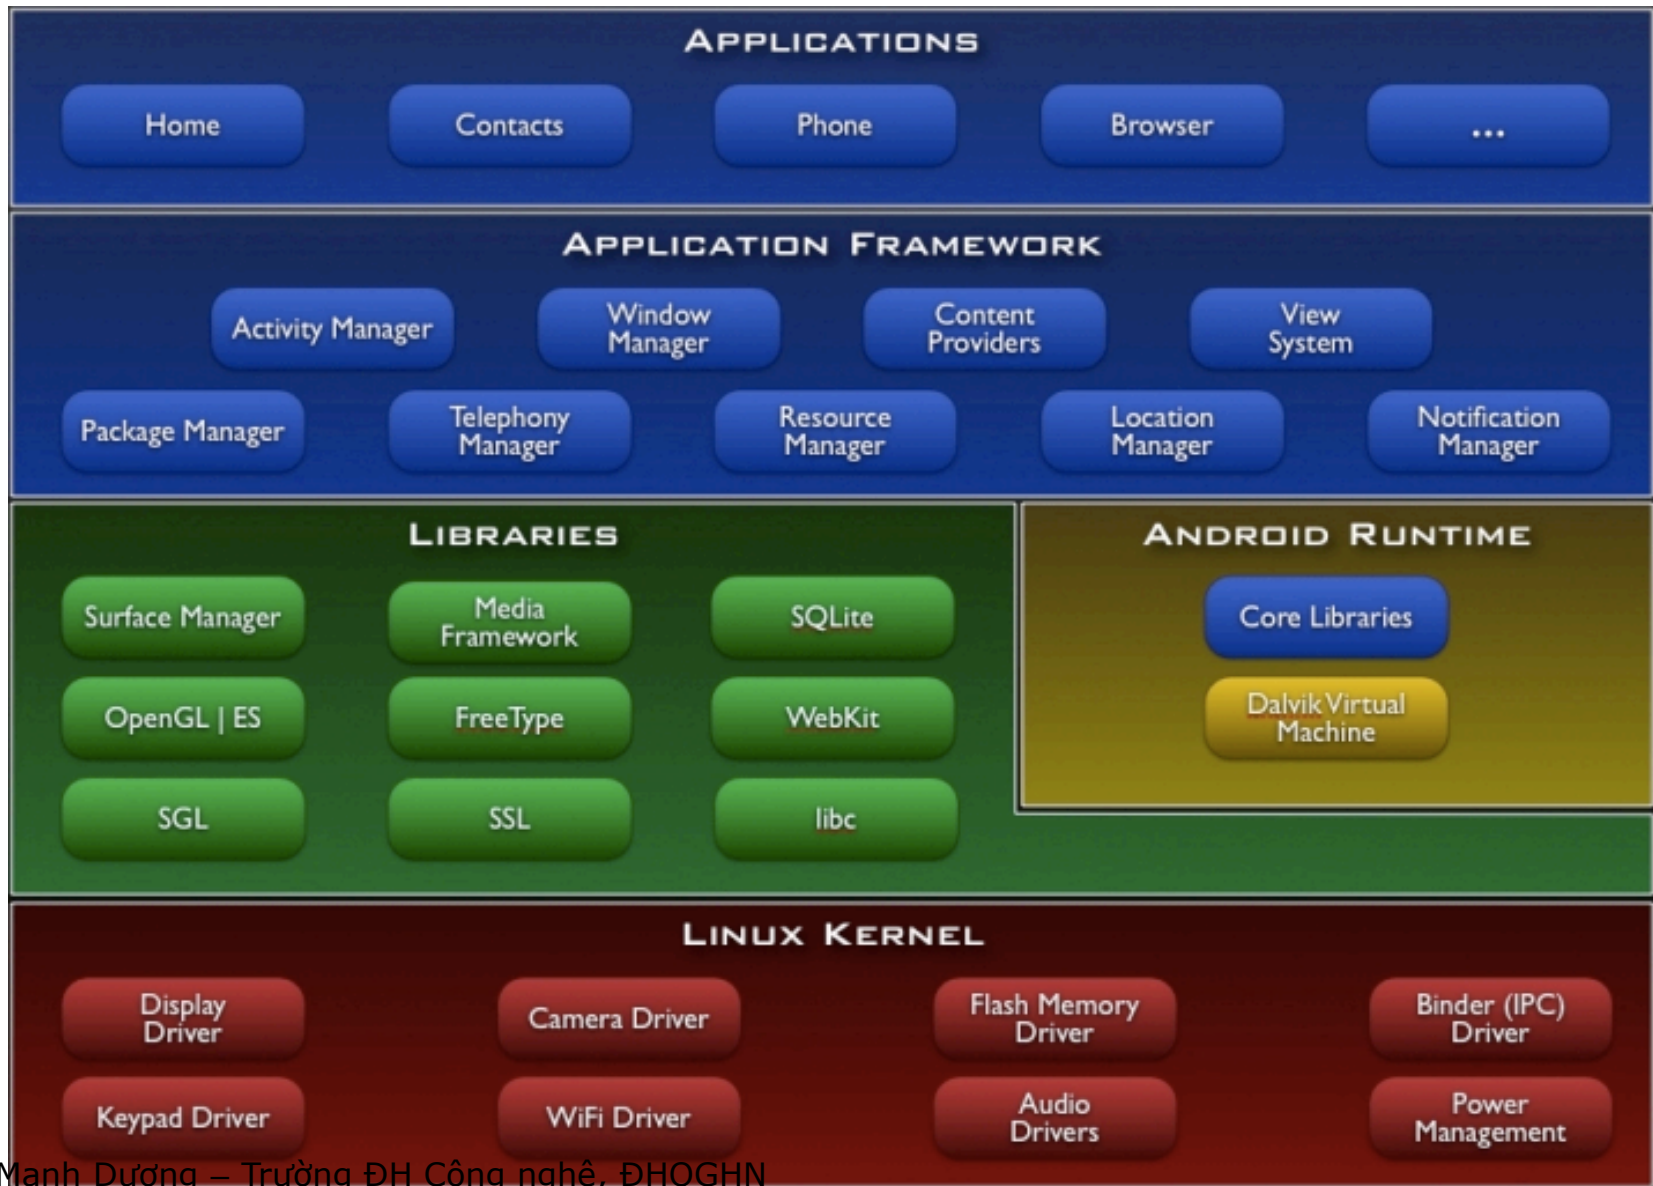 APPLICATIONS
Home
Contacts
Phone
Browser
...
APPLICATION FRAMEWORK
Activity Manager
Window
Manager
Content
Providers
View
System
Package Manager
Telephony
Manager
Resource
Manager
Location
Manager
Notification
Manager
LIBRARIES
Surface Manager
Media
Framework
SQLite
OpenGL | ES
FreeType
WebKit
SGL
SSL
libc
ANDROID RUNTIME
Core Libraries
Dalvik Virtual
Machine
LINUX KERNEL
Display
Driver
Camera Driver
Flash Memory
Driver
Binder (IPC)
Driver
Keypad Driver
WiFi Driver
Audio
Drivers
Power
Management
Mạnh Dương – Trường ĐH Công nghệ, ĐHQGHN